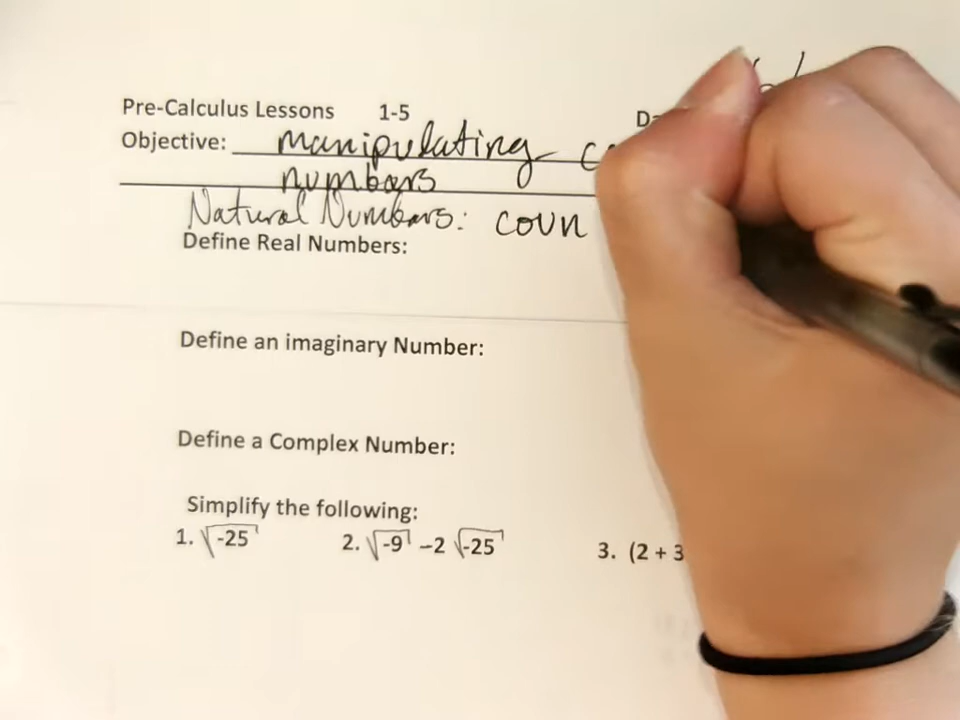 Pre-Calculus Lessons 1-5
Objective: manipulating
numbers
Natural Numbers: coun
Define Real Numbers:
Define an imaginary Number:
Define a Complex Number:
Simplify the following:
1. √-25 2. √-9 –2 √-25 3. (2 + 3